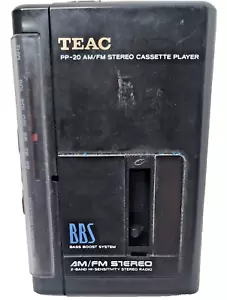 TEAC
PP-20 AM/FM STEREO CASSETTE PLAYER
BBS
BASS BOOST SYSTEM
AM/FM STEREO
2-BAND HI-SENSITIVITY STEREO RADIO